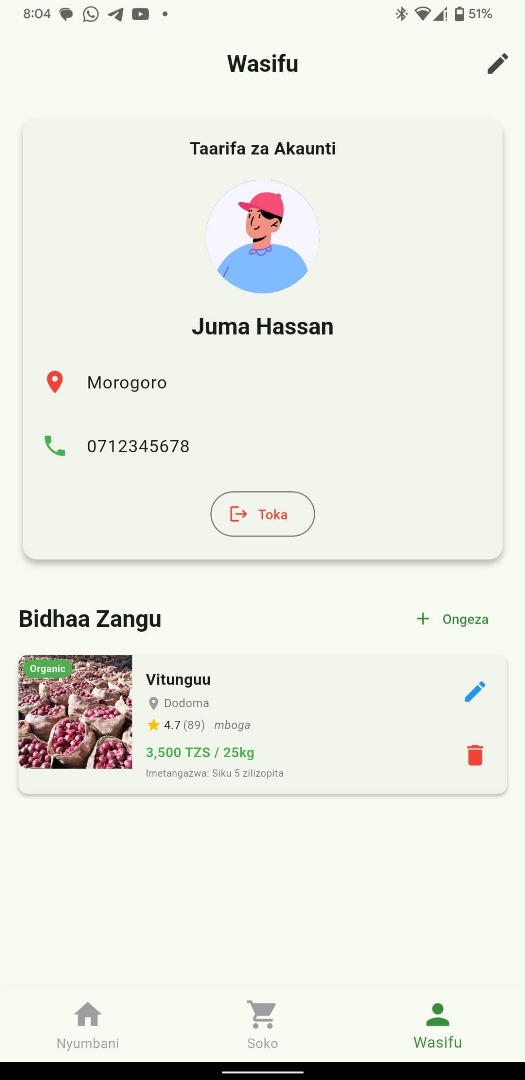 8:04
51%
Wasifu
Taarifa za Akaunti
Juma Hassan
Morogoro
0712345678
Toka
Bidhaa Zangu
+ Ongeza
Organic
Vitunguu
Dodoma
4.7 (89) mboga
3,500 TZS / 25kg
Imetangazwa: Siku 5 zilizopita
Nyumbani
Soko
Wasifu